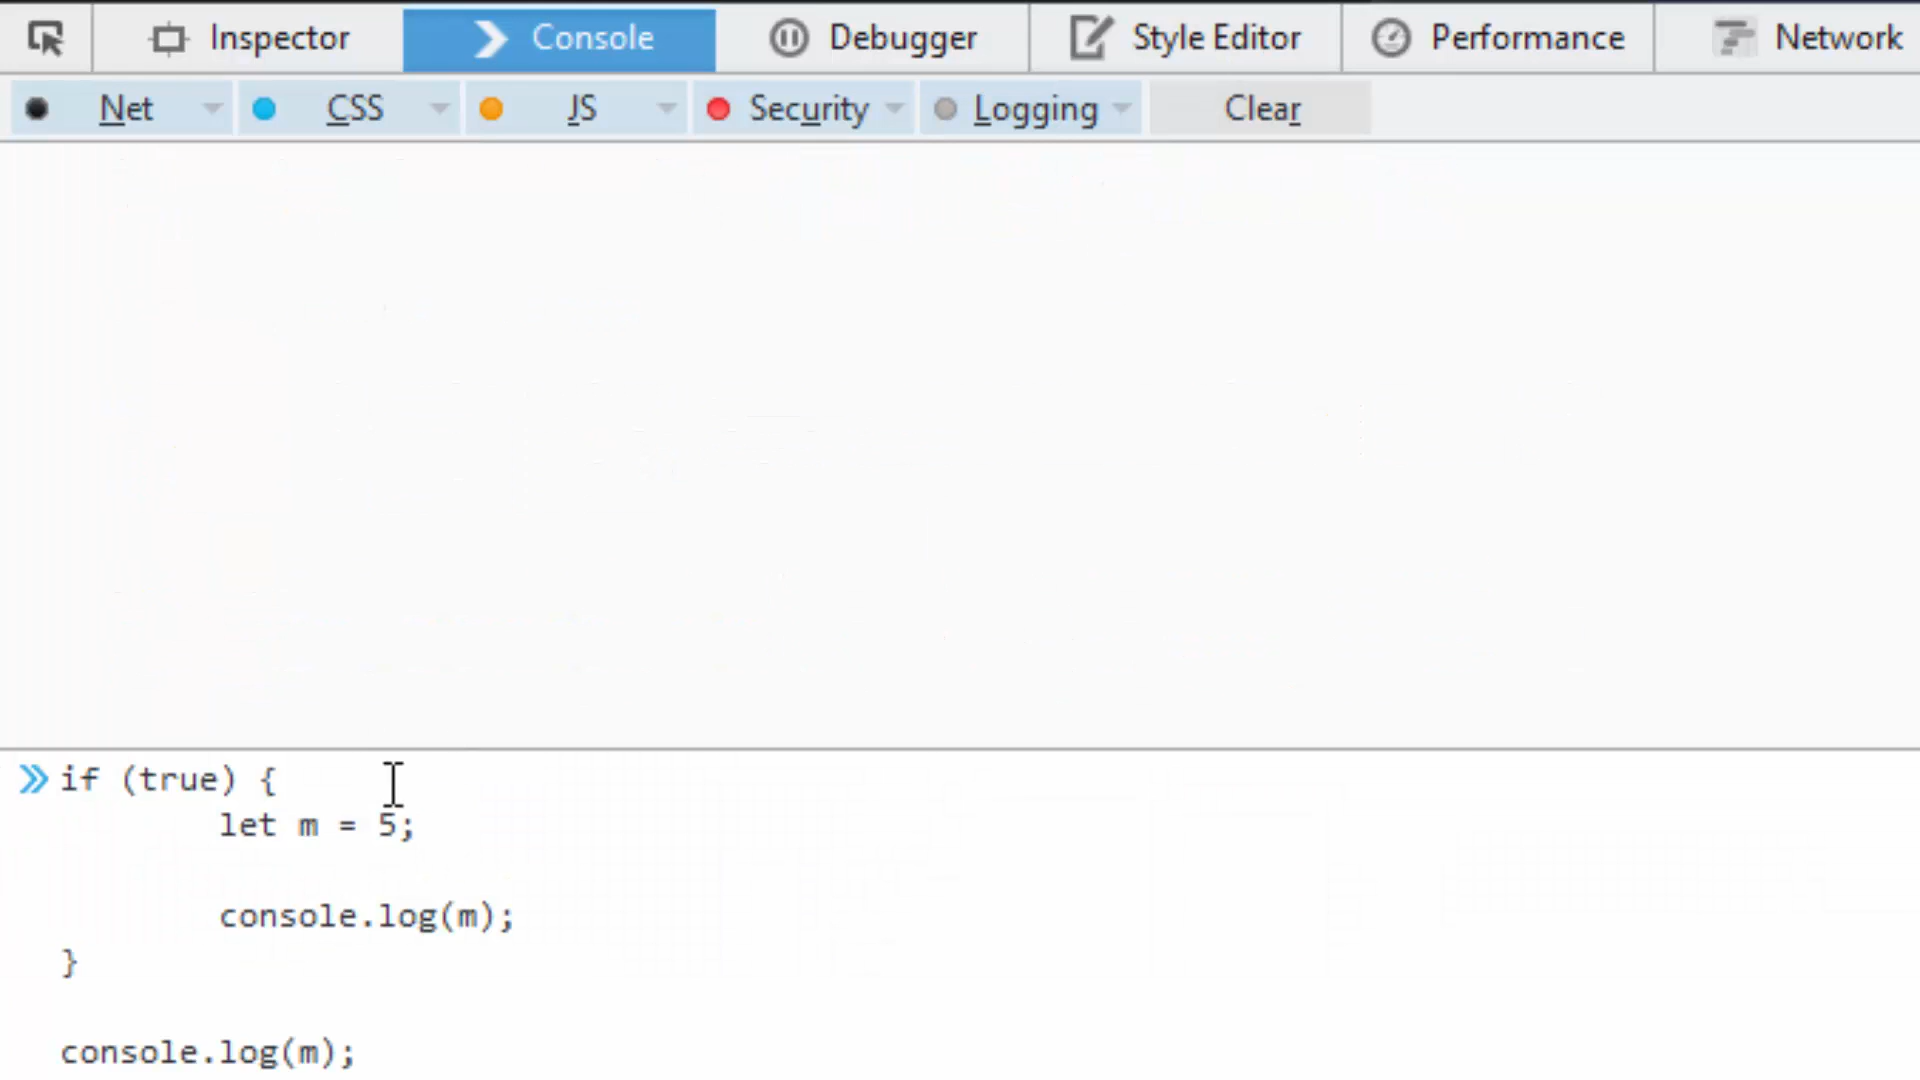 Inspector Console Debugger Style Editor Performance Network
Net CSS JS Security Logging Clear
if (true) {
let m = 5;
console.log(m);
}
console.log(m);